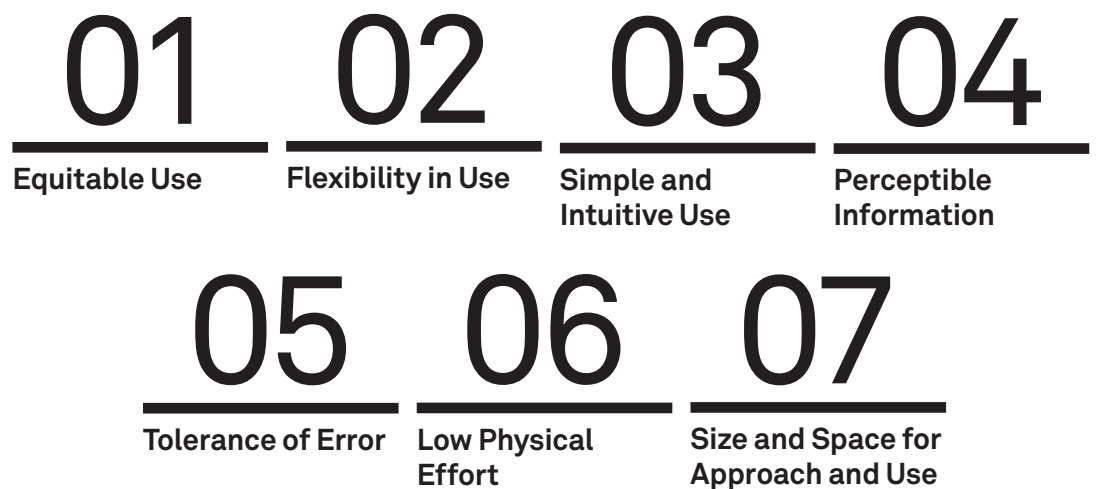 01
02
03
04
Equitable Use
Flexibility in Use
Simple and
Intuitive Use
Perceptible
Information
05
06
07
Tolerance of Error
Low Physical
Effort
Size and Space for
Approach and Use